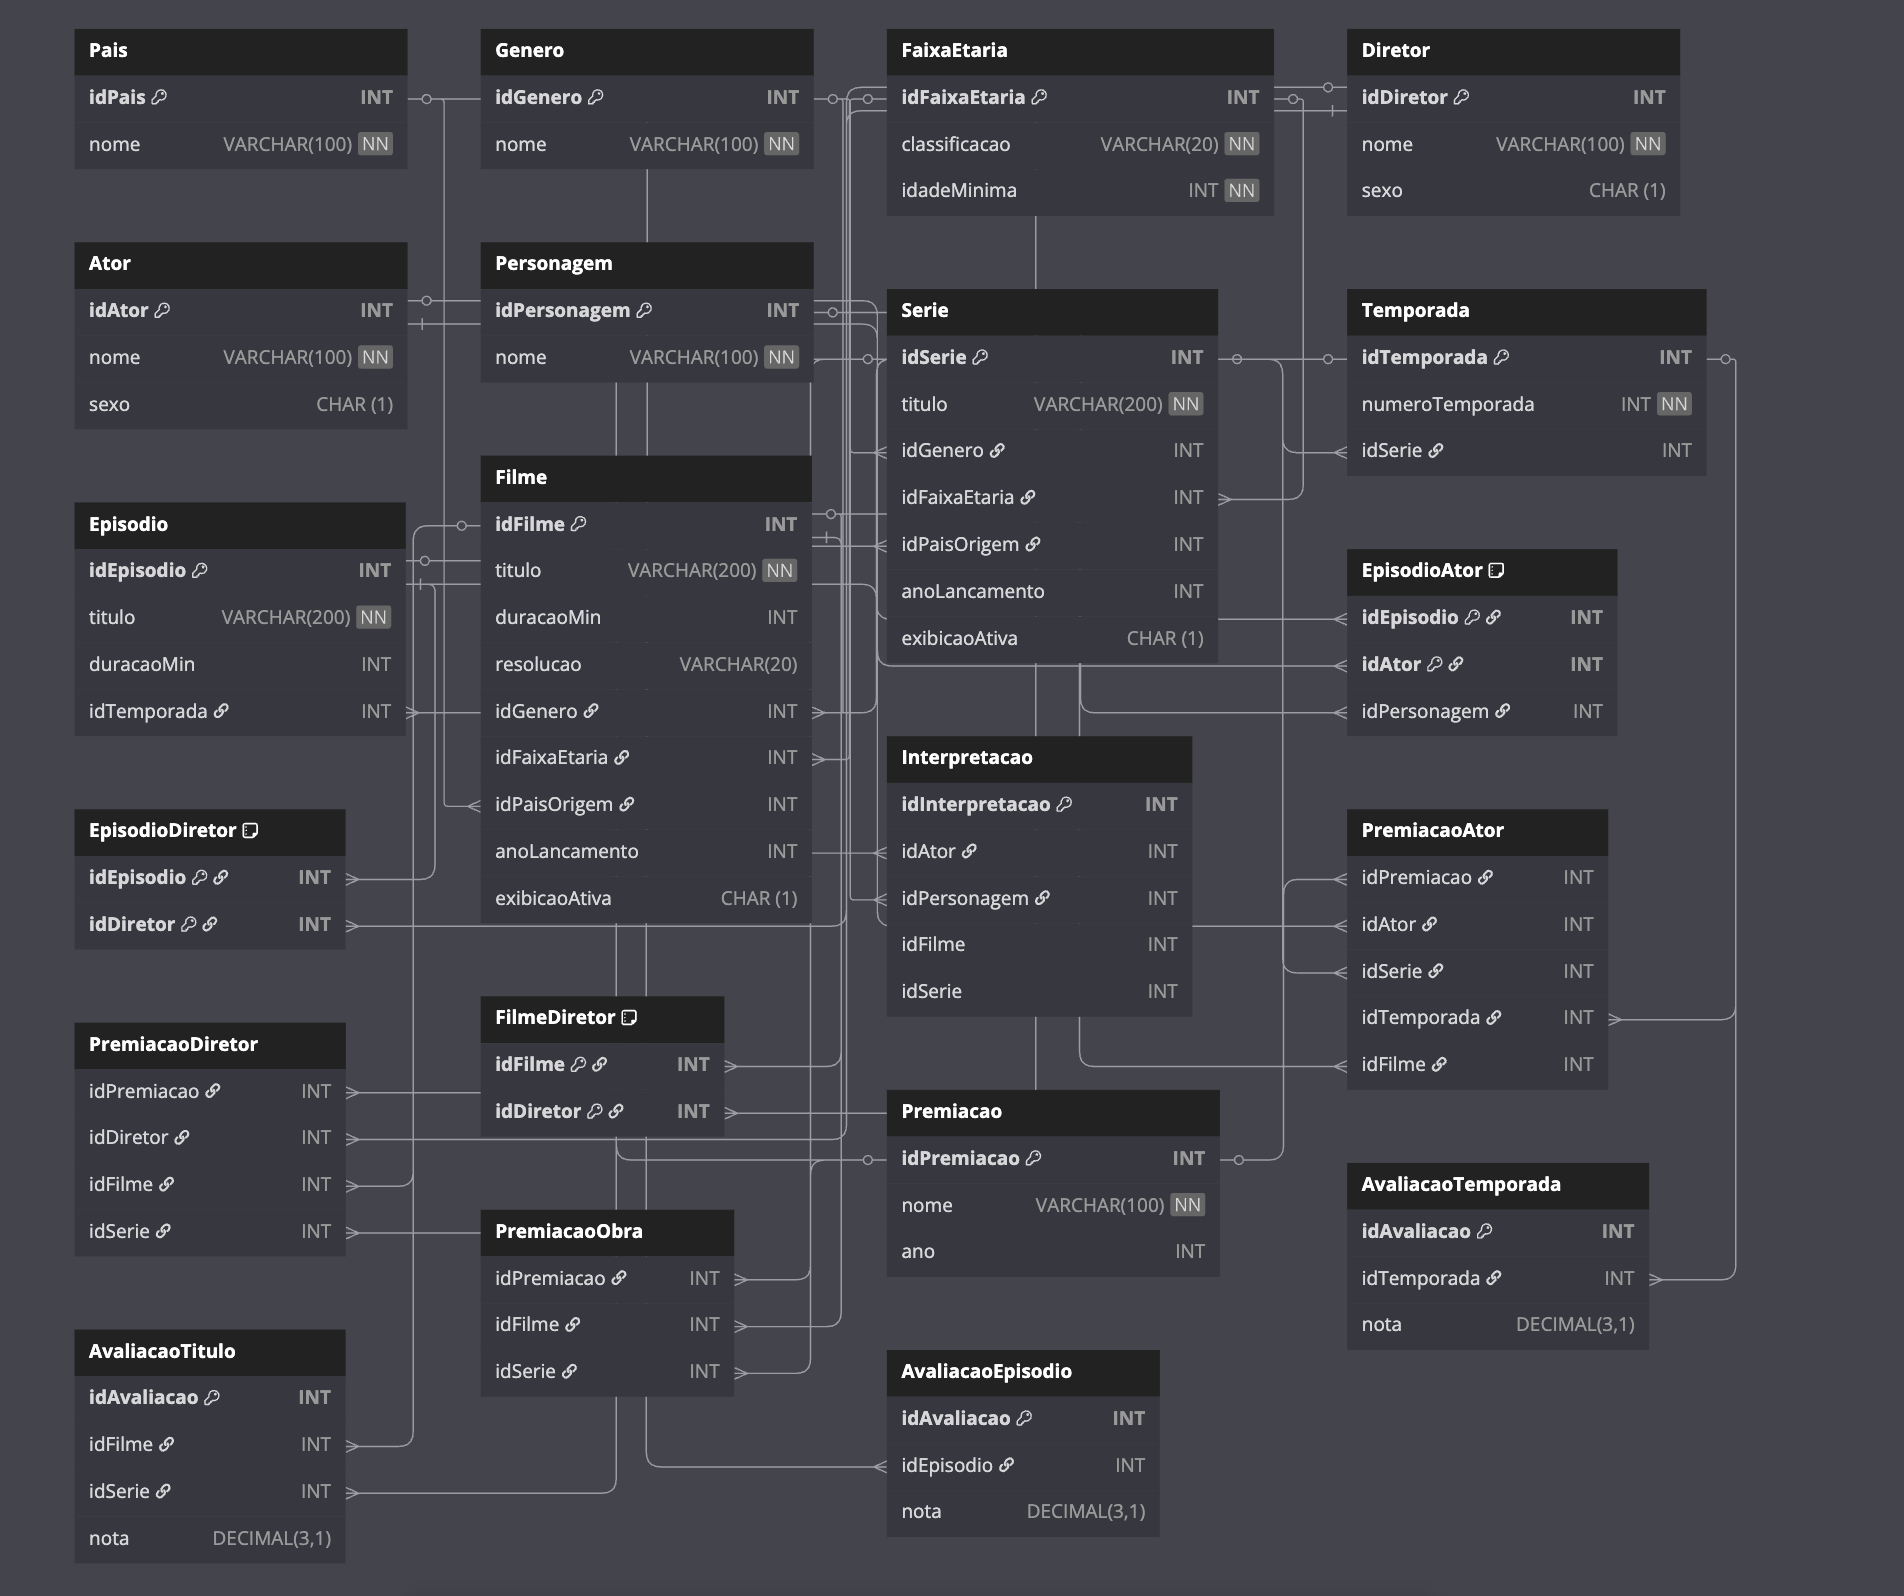 Pais
idPais INT
nome VARCHAR(100) NN
Genero
idGenero INT
nome VARCHAR(100) NN
FaixaEtaria
idFaixaEtaria INT
classificacao VARCHAR(20) NN
idadeMinima INT NN
Diretor
idDiretor INT
nome VARCHAR(100) NN
sexo CHAR (1)
Ator
idAtor INT
nome VARCHAR(100) NN
sexo CHAR (1)
Personagem
idPersonagem INT
nome VARCHAR(100) NN
Serie
idSerie INT
titulo VARCHAR(200) NN
idGenero INT
idFaixaEtaria INT
idPaisOrigem INT
anoLancamento INT
exibicaoAtiva CHAR (1)
Temporada
idTemporada INT
numeroTemporada INT NN
idSerie INT
Episodio
idEpisodio INT
titulo VARCHAR(200) NN
duracaoMin INT
idTemporada INT
Filme
idFilme INT
titulo VARCHAR(200) NN
duracaoMin INT
resolucao VARCHAR(20)
idGenero INT
idFaixaEtaria INT
idPaisOrigem INT
anoLancamento INT
exibicaoAtiva CHAR (1)
EpisodioAtor
idEpisodio INT
idAtor INT
idPersonagem INT
Interpretacao
idInterpretacao INT
idAtor INT
idPersonagem INT
idFilme INT
idSerie INT
EpisodioDiretor
idEpisodio INT
idDiretor INT
PremiacaoAtor
idPremiacao INT
idAtor INT
idSerie INT
idTemporada INT
idFilme INT
PremiacaoDiretor
idPremiacao INT
idDiretor INT
idFilme INT
idSerie INT
FilmeDiretor
idFilme INT
idDiretor INT
Premiacao
idPremiacao INT
nome VARCHAR(100) NN
ano INT
AvaliacaoTemporada
idAvaliacao INT
idTemporada INT
nota DECIMAL(3,1)
PremiacaoObra
idPremiacao INT
idFilme INT
idSerie INT
AvaliacaoTitulo
idAvaliacao INT
idFilme INT
idSerie INT
nota DECIMAL(3,1)
AvaliacaoEpisodio
idAvaliacao INT
idEpisodio INT
nota DECIMAL(3,1)